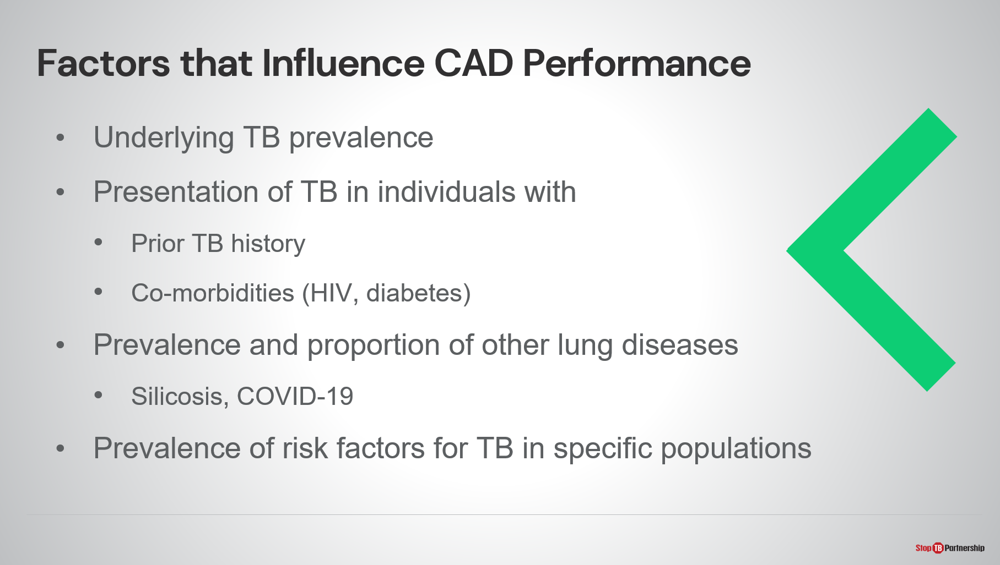 Factors that Influence CAD Performance
• Underlying TB prevalence
• Presentation of TB in individuals with
• Prior TB history
• Co-morbidities (HIV, diabetes)
• Prevalence and proportion of other lung diseases
• Silicosis, COVID-19
• Prevalence of risk factors for TB in specific populations
Stop TB Partnership